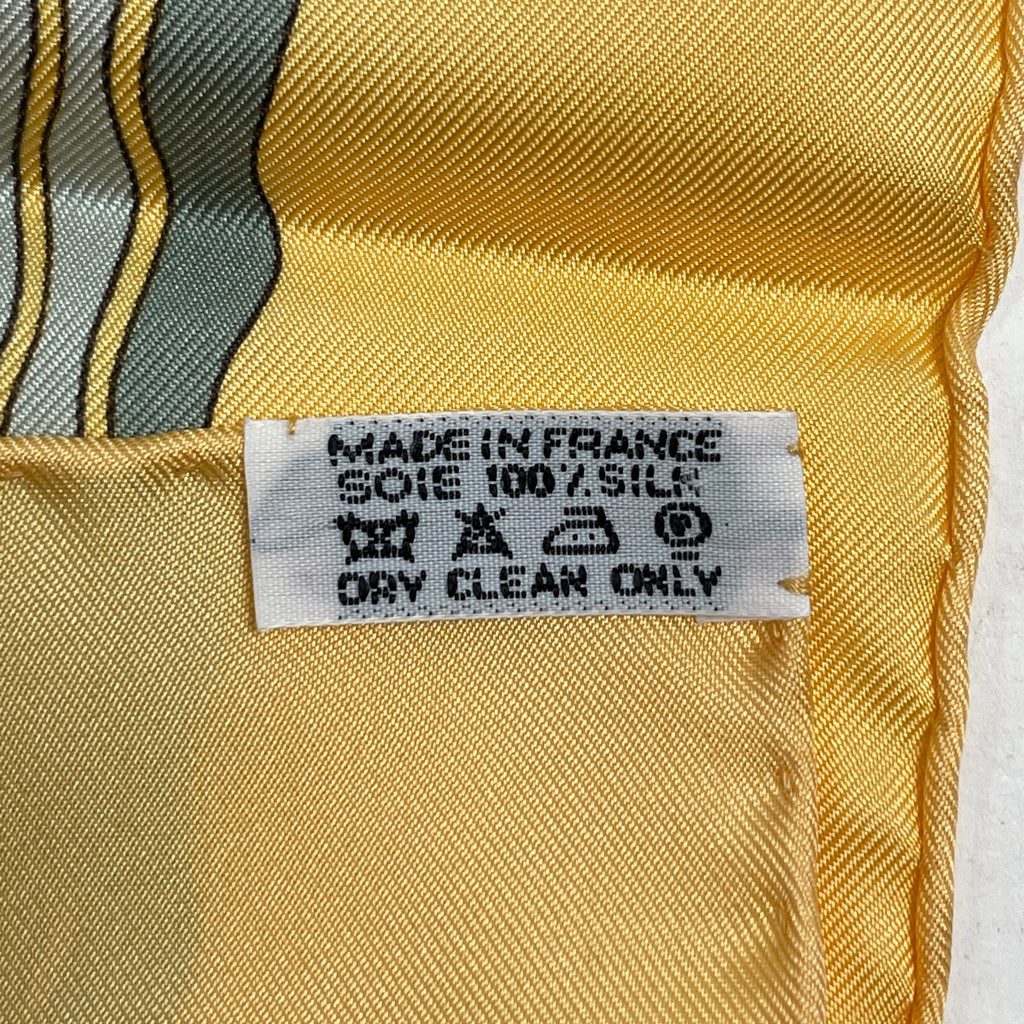 MADE IN FRANCE
SOIE 100% SILK
P
DRY CLEAN ONLY